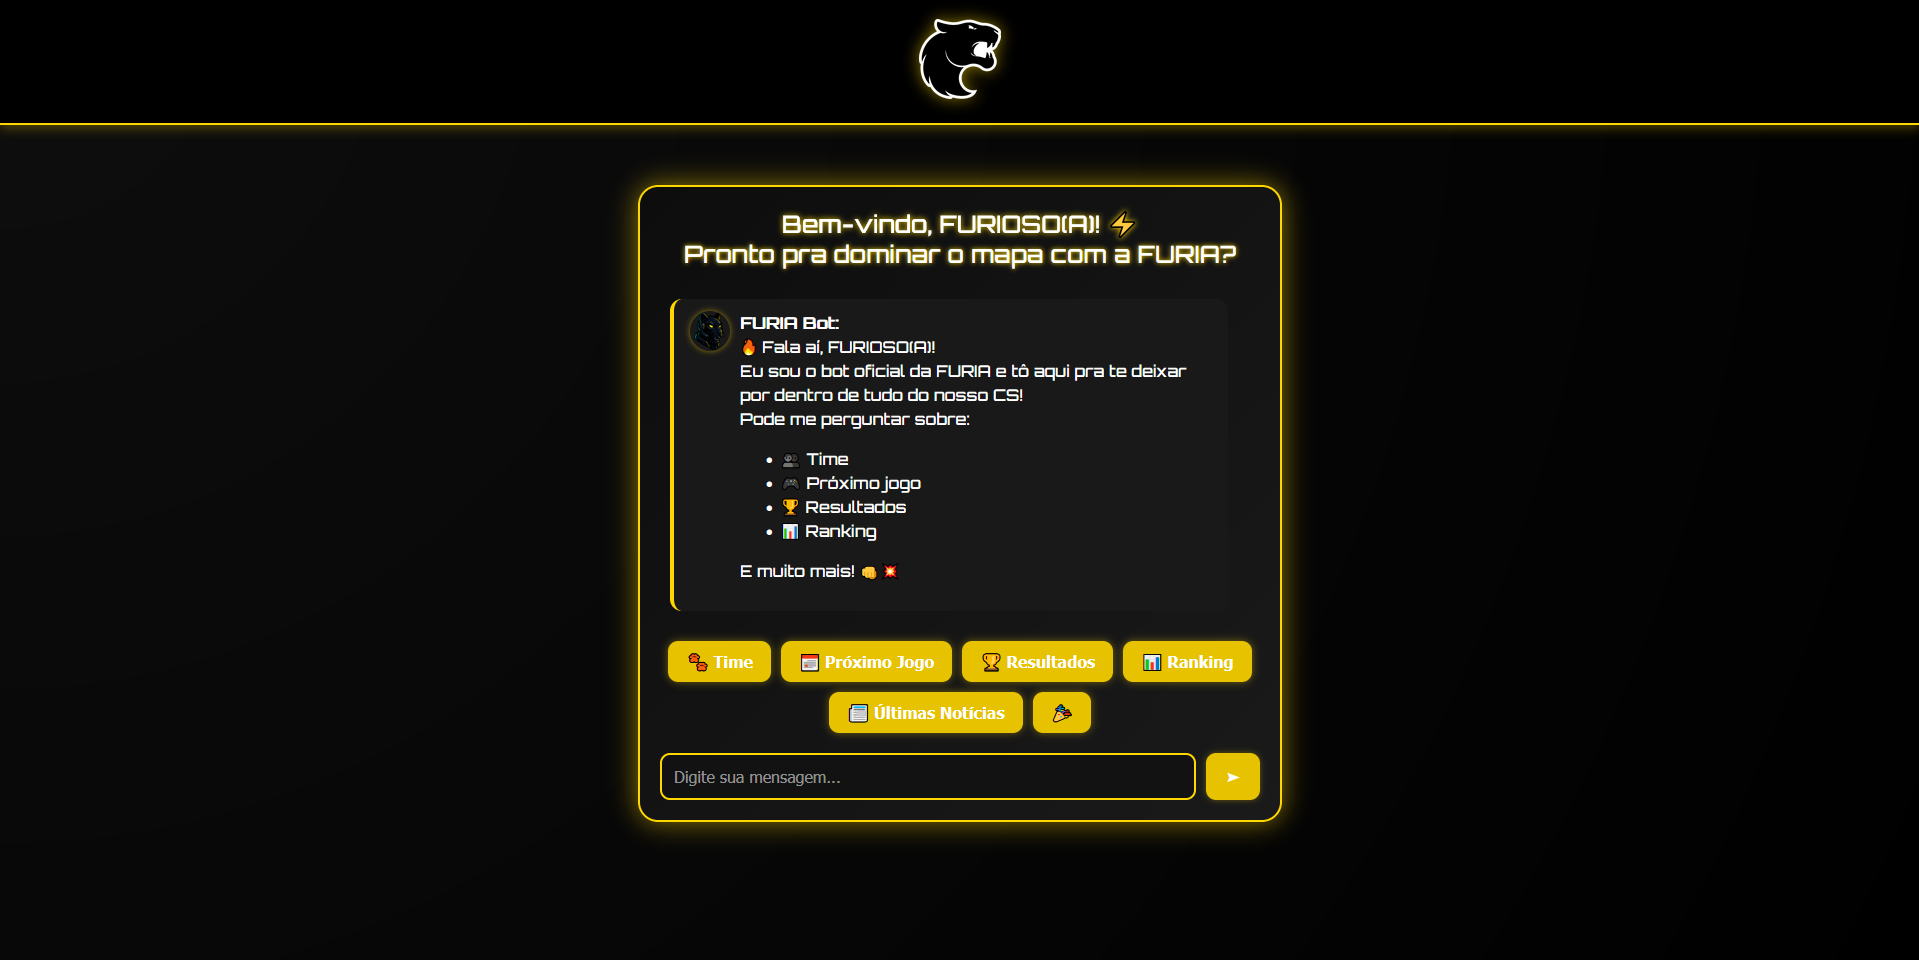 Bem-vindo, FURIOSO(A)! ⚡
Pronto pra dominar o mapa com a FURIA?
FURIA Bot:
🔥 Fala aí, FURIOSO(A)!
Eu sou o bot oficial da FURIA e tô aqui pra te deixar
por dentro de tudo do nosso CS!
Pode me perguntar sobre:
• 👥 Time
• 🎮 Próximo jogo
• 🏆 Resultados
• 📊 Ranking
E muito mais! 👊💥
Time
Próximo Jogo
🏆 Resultados
📊 Ranking
Últimas Notícias
🎉
Digite sua mensagem...
➤